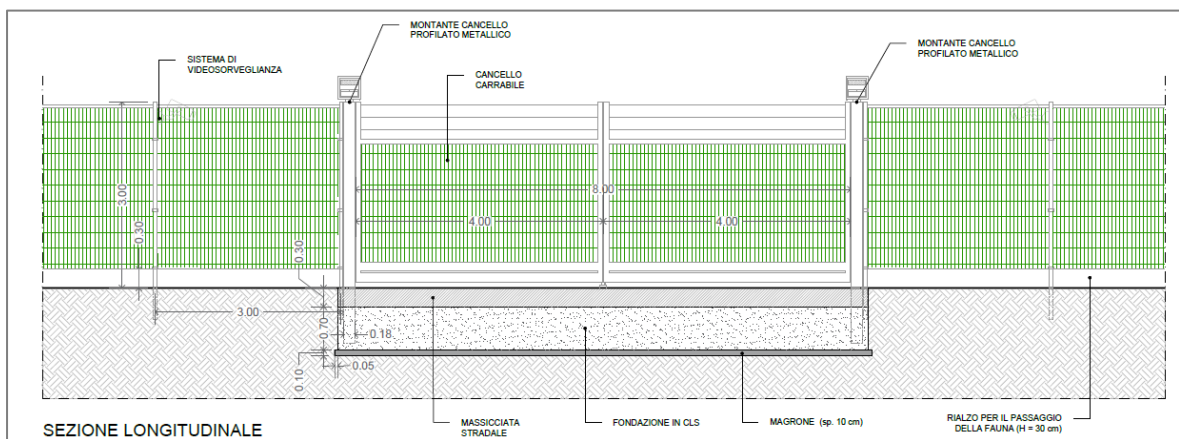 MONTANTE CANCELLO
PROFILATO METALLICO
MONTANTE CANCELLO
PROFILATO METALLICO
SISTEMA DI
VIDEOSORVEGLIANZA
CANCELLO
CARRABILE
3.00
0.30
8.00
4.00
4.00
0.30
3.00
0.70
0.18
0.10
0.05
MASSICCIATA
STRADALE
FONDAZIONE IN CLS
MAGRONE (sp. 10 cm)
RIALZO PER IL PASSAGGIO
DELLA FAUNA (H = 30 cm)
SEZIONE LONGITUDINALE